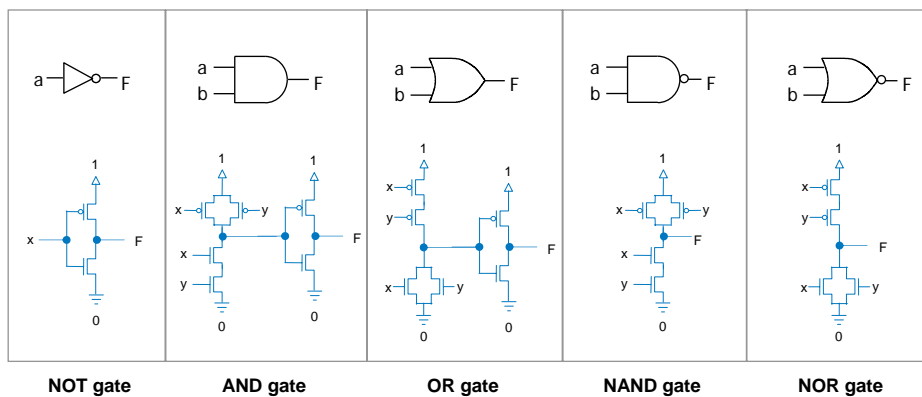 a F
a b F
a b F
a b F
a b F
1 x F 0
1 x y x y 1 F 0 0
1 x y x y 1 F 0 0
1 x y F x y 0
1 x y F x y 0
NOT gate
AND gate
OR gate
NAND gate
NOR gate